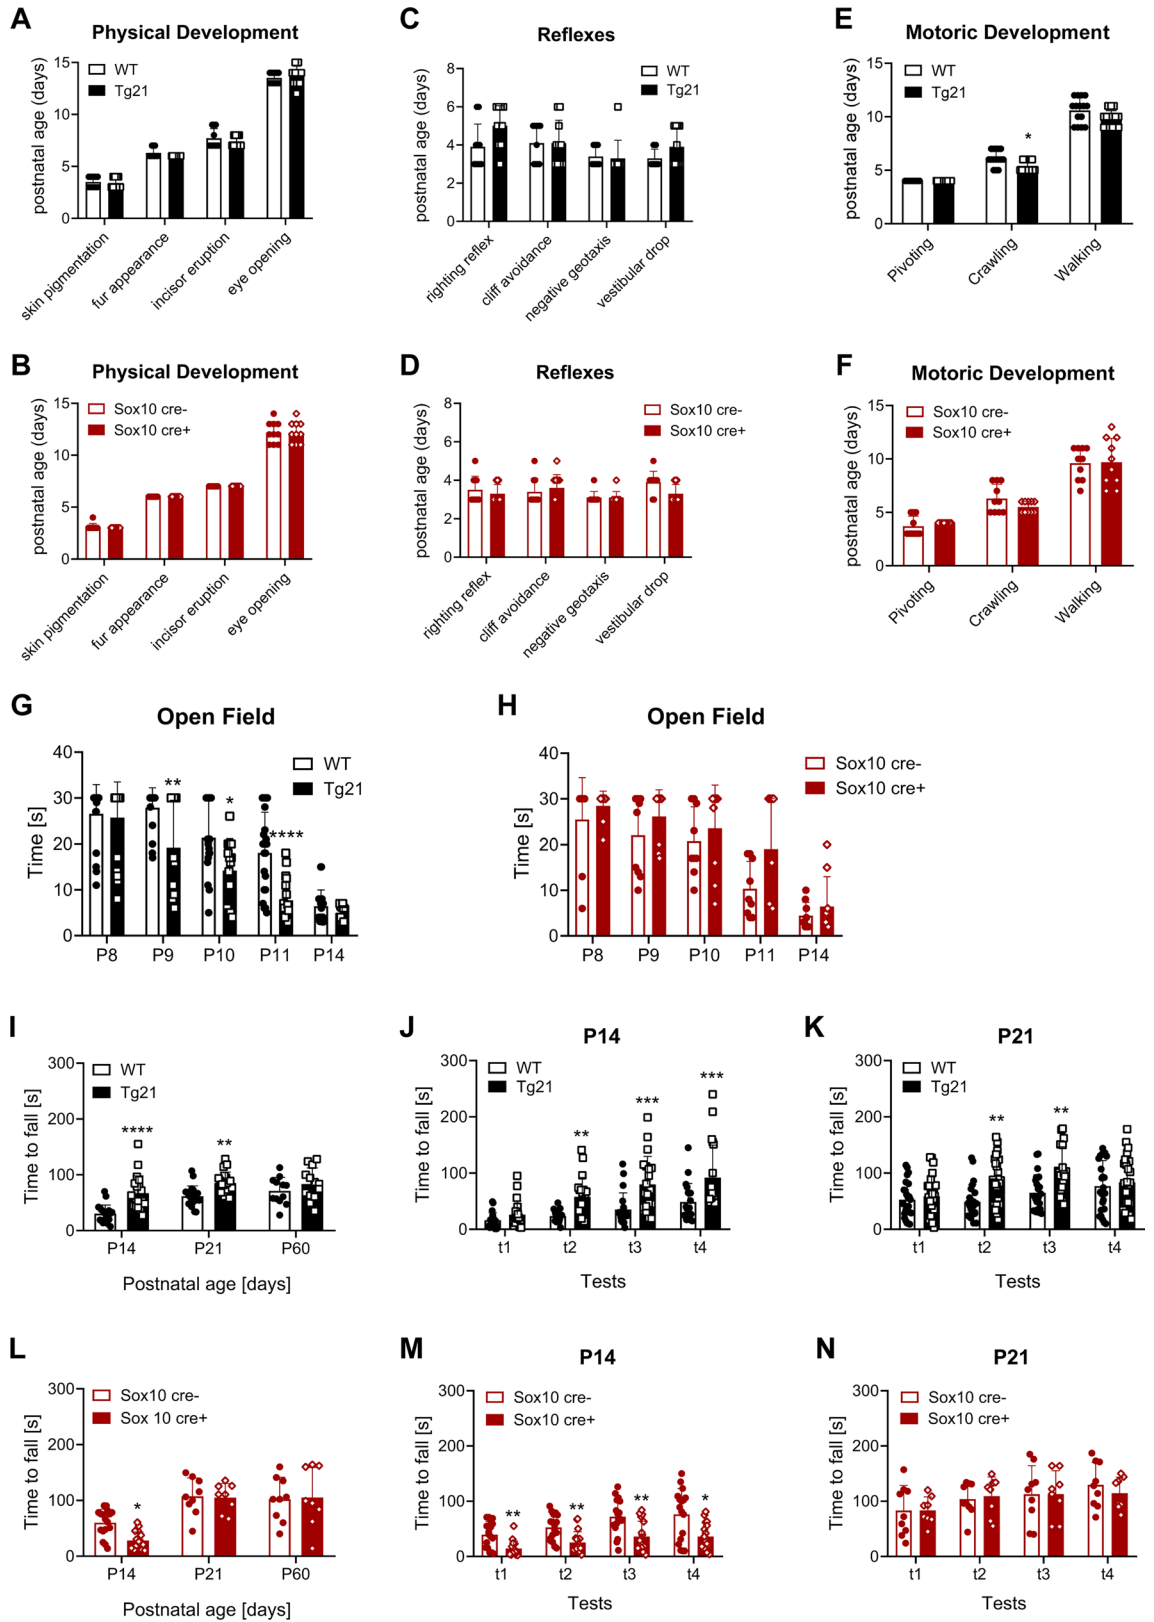 A
Physical Development
postnatal age (days)
15
10
5
0
WT
Tg21
skin pigmentation
fur appearance
incisor eruption
eye opening
C
Reflexes
postnatal age (days)
8
6
4
2
0
WT
Tg21
righting reflex
cliff avoidance
negative geotaxis
vestibular drop
E
Motoric Development
postnatal age (days)
15
10
5
0
WT
Tg21
*
Pivoting
Crawling
Walking
B
Physical Development
postnatal age (days)
15
10
5
0
Sox10 cre-
Sox10 cre+
skin pigmentation
fur appearance
incisor eruption
eye opening
D
Reflexes
postnatal age (days)
8
6
4
2
0
Sox10 cre-
Sox10 cre+
righting reflex
cliff avoidance
negative geotaxis
vestibular drop
F
Motoric Development
postnatal age (days)
15
10
5
0
Sox10 cre-
Sox10 cre+
Pivoting
Crawling
Walking
G
Open Field
Time [s]
40
30
20
10
0
WT
Tg21
**
*
****
P8 P9 P10 P11 P14
H
Open Field
Time [s]
40
30
20
10
0
Sox10 cre-
Sox10 cre+
P8 P9 P10 P11 P14
I
Time to fall [s]
300
200
100
0
WT
Tg21
****
**
P14 P21 P60
Postnatal age [days]
J
P14
Time to fall [s]
300
200
100
0
WT
Tg21
**
***
***
t1 t2 t3 t4
Tests
K
P21
Time to fall [s]
300
200
100
0
WT
Tg21
**
**
t1 t2 t3 t4
Tests
L
Time to fall [s]
300
200
100
0
Sox10 cre-
Sox 10 cre+
*
P14 P21 P60
Postnatal age [days]
M
P14
Time to fall [s]
300
200
100
0
Sox10 cre-
Sox10 cre+
**
**
**
*
t1 t2 t3 t4
Tests
N
P21
Time to fall [s]
300
200
100
0
Sox10 cre-
Sox10 cre+
t1 t2 t3 t4
Tests